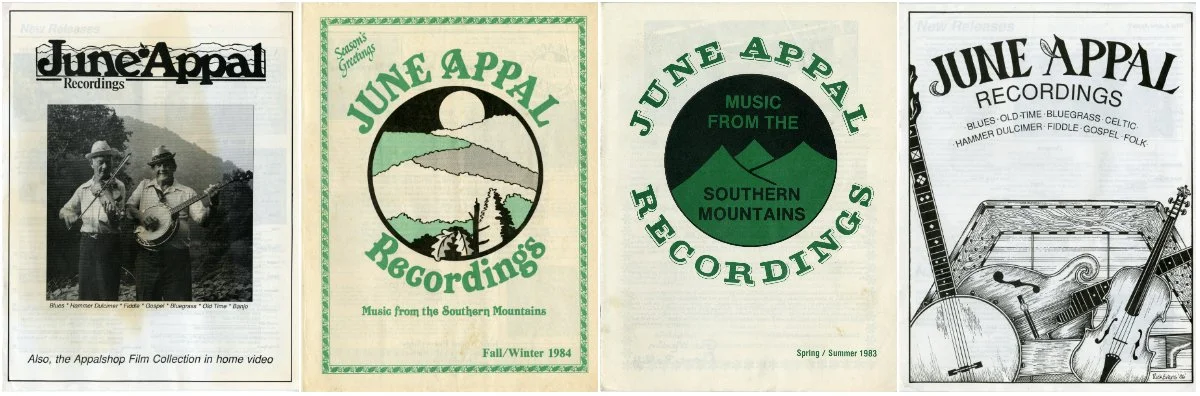 June Appal
Recordings
Blues * Hammer Dulcimer * Fiddle * Gospel * Bluegrass * Old Time * Banjo
Also, the Appalshop Film Collection in home video
Season's
Greetings
JUNE APPAL
Recordings
Music from the Southern Mountains
Fall/Winter 1984
JUNE APPAL
MUSIC
FROM THE
SOUTHERN
MOUNTAINS
RECORDINGS
Spring / Summer 1983
New Releases
JUNE APPAL
RECORDINGS
BLUES · OLD-TIME · BLUEGRASS · CELTIC ·
· HAMMER DULCIMER · FIDDLE · GOSPEL · FOLK ·